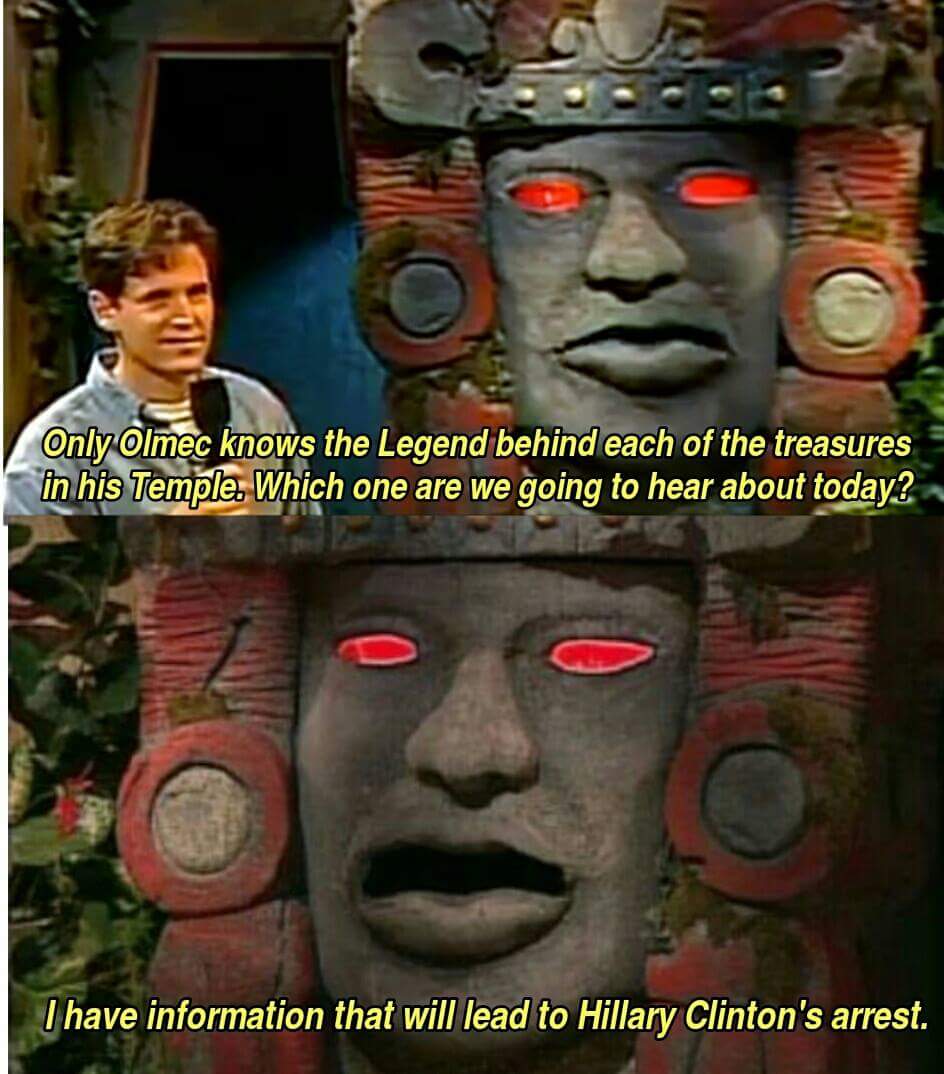 Only Olmec knows the Legend behind each of the treasures
in his Temple. Which one are we going to hear about today?
I have information that will lead to Hillary Clinton's arrest.